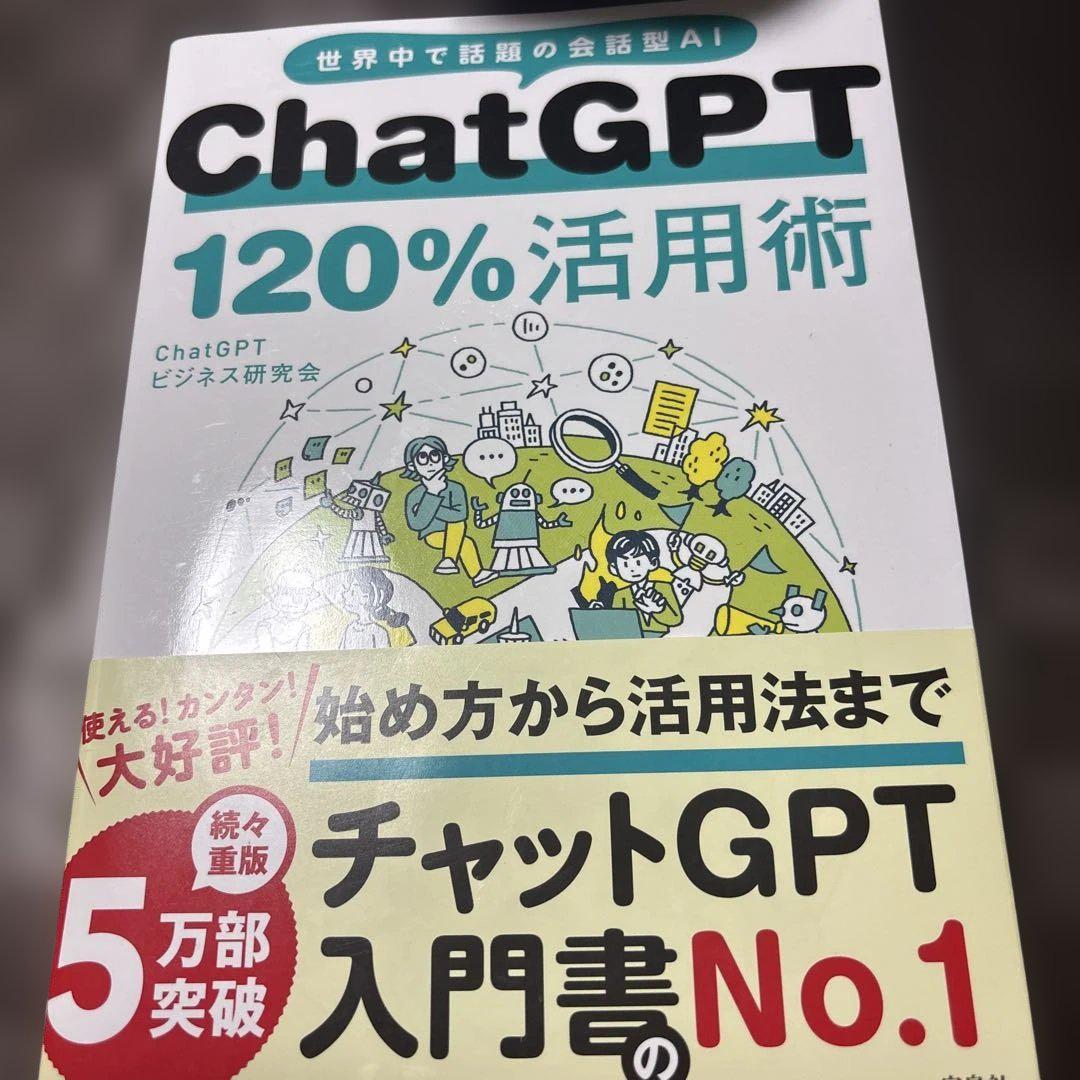 世界中で話題の会話型AI
ChatGPT
120%活用術
ChatGPT
ビジネス研究会
使える!カンタン!
大好評!
始め方から活用法まで
続々
重版
5万部
突破
チャットGPT
入門書のNo.1